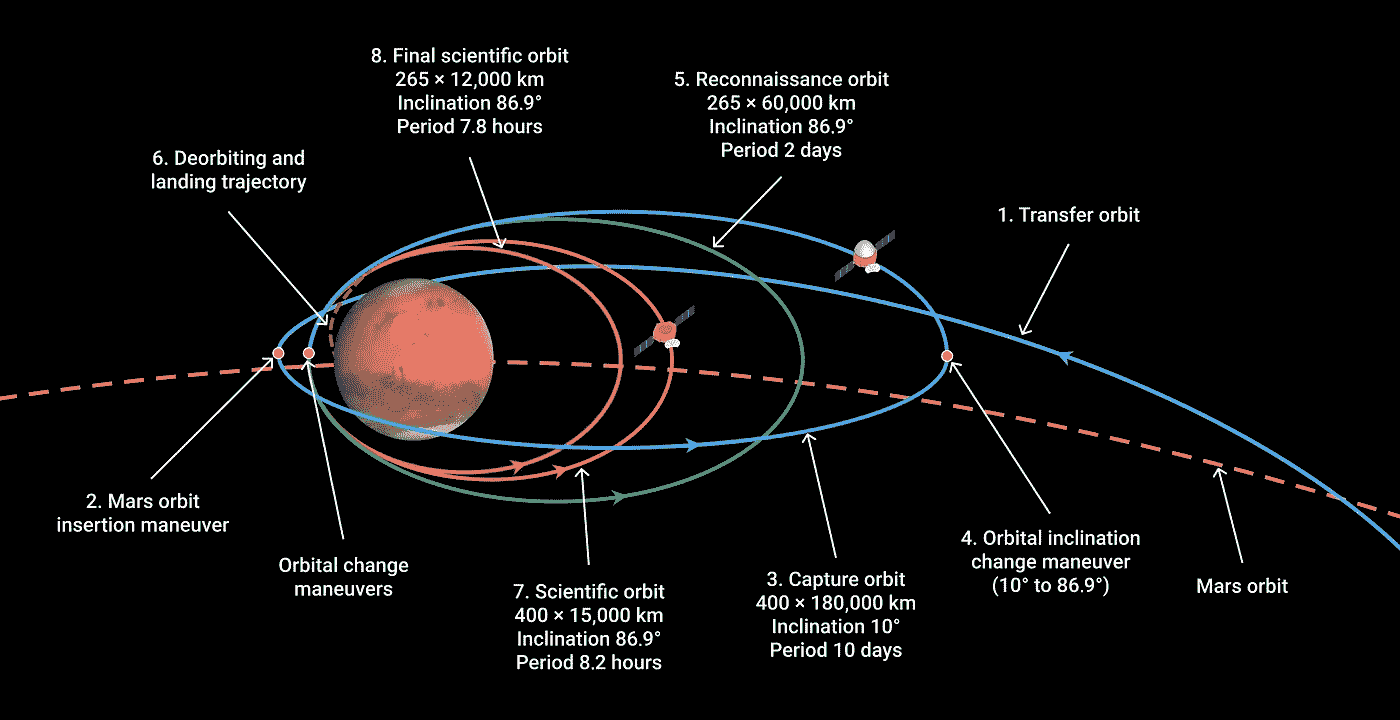 8. Final scientific orbit
265 × 12,000 km
Inclination 86.9°
Period 7.8 hours
5. Reconnaissance orbit
265 × 60,000 km
Inclination 86.9°
Period 2 days
6. Deorbiting and
landing trajectory
1. Transfer orbit
2. Mars orbit
insertion maneuver
Orbital change
maneuvers
7. Scientific orbit
400 × 15,000 km
Inclination 86.9°
Period 8.2 hours
3. Capture orbit
400 × 180,000 km
Inclination 10°
Period 10 days
4. Orbital inclination
change maneuver
(10° to 86.9°)
Mars orbit